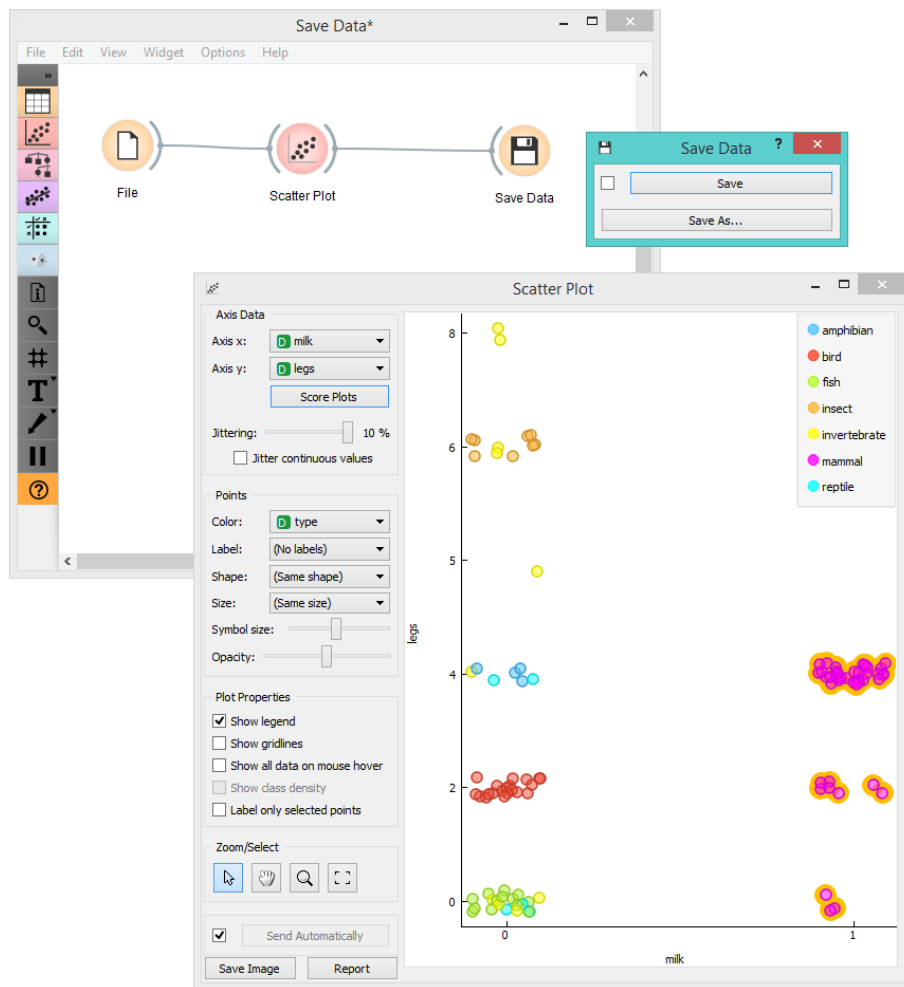 Save Data*
File Edit View Widget Options Help
»
File
Scatter Plot
Save Data
Save Data ?
Save
Save As...
Scatter Plot
Axis Data
Axis x: D milk
Axis y: D legs
Score Plots
Jittering: 10 %
Jitter continuous values
Points
Color: D type
Label: (No labels)
Shape: (Same shape)
Size: (Same size)
Symbol size:
Opacity:
Plot Properties
Show legend
Show gridlines
Show all data on mouse hover
Show class density
Label only selected points
Zoom/Select
Send Automatically
Save Image Report
8
6
5
4
2
0
legs
0 1
milk
amphibian
bird
fish
insect
invertebrate
mammal
reptile